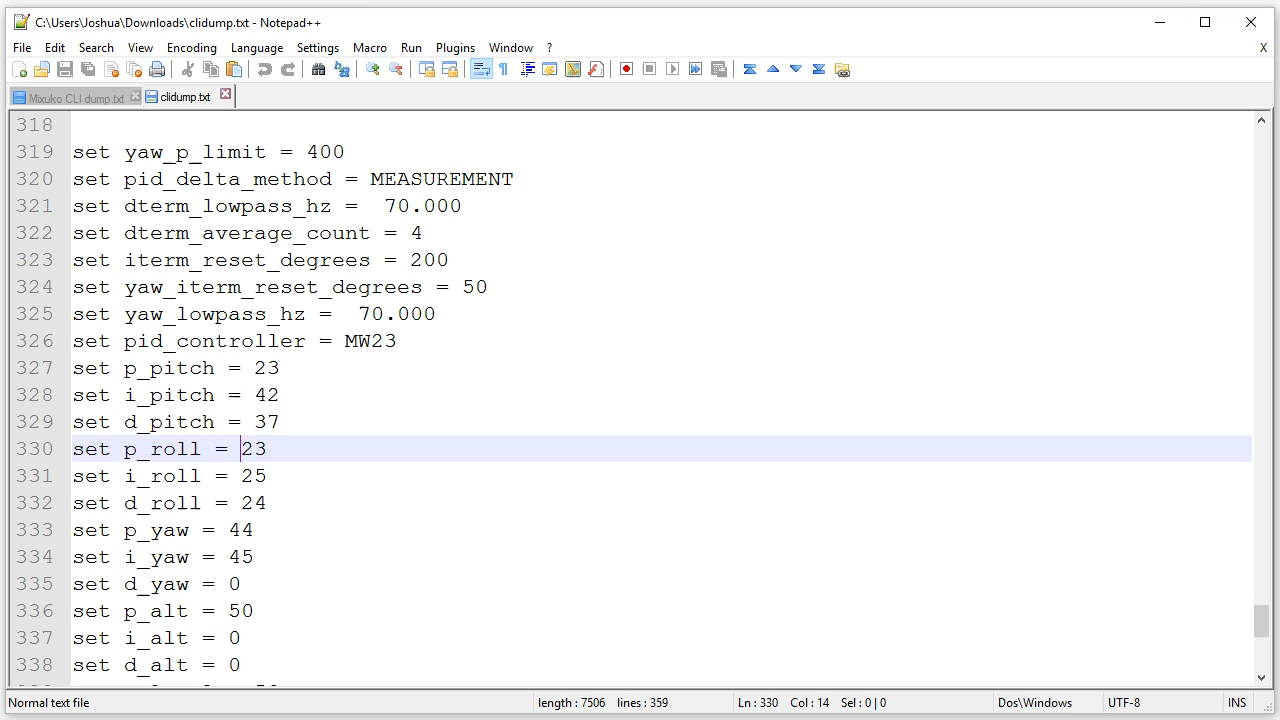 C:\Users\Joshua\Downloads\clidump.txt - Notepad++
File Edit Search View Encoding Language Settings Macro Run Plugins Window ? X
Mixuko CLI dump.txt clidump.txt
318
319 set yaw_p_limit = 400
320 set pid_delta_method = MEASUREMENT
321 set dterm_lowpass_hz =  70.000
322 set dterm_average_count = 4
323 set iterm_reset_degrees = 200
324 set yaw_iterm_reset_degrees = 50
325 set yaw_lowpass_hz =  70.000
326 set pid_controller = MW23
327 set p_pitch = 23
328 set i_pitch = 42
329 set d_pitch = 37
330 set p_roll = 23
331 set i_roll = 25
332 set d_roll = 24
333 set p_yaw = 44
334 set i_yaw = 45
335 set d_yaw = 0
336 set p_alt = 50
337 set i_alt = 0
338 set d_alt = 0
Normal text file length : 7506 lines : 359 Ln : 330 Col : 14 Sel : 0 | 0 Dos\Windows UTF-8 INS